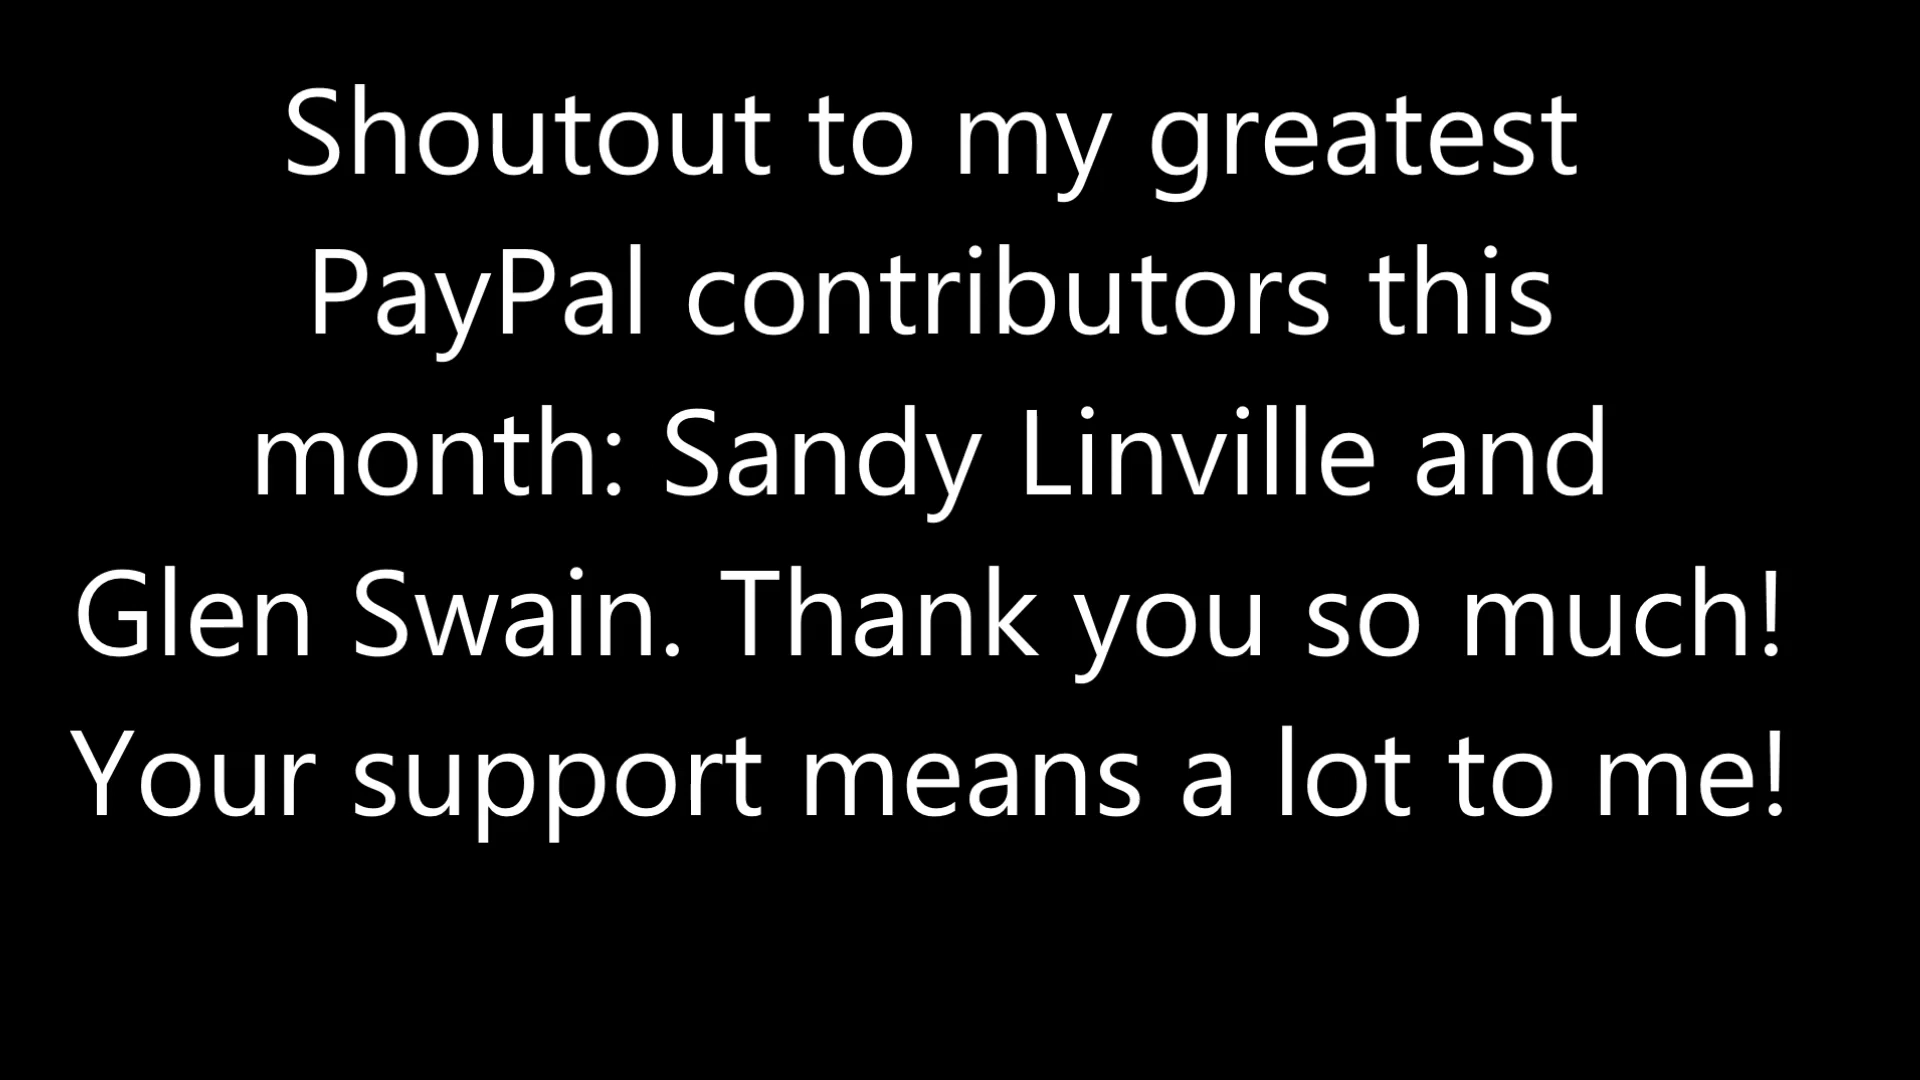 Shoutout to my greatest
PayPal contributors this
month: Sandy Linville and
Glen Swain. Thank you so much!
Your support means a lot to me!